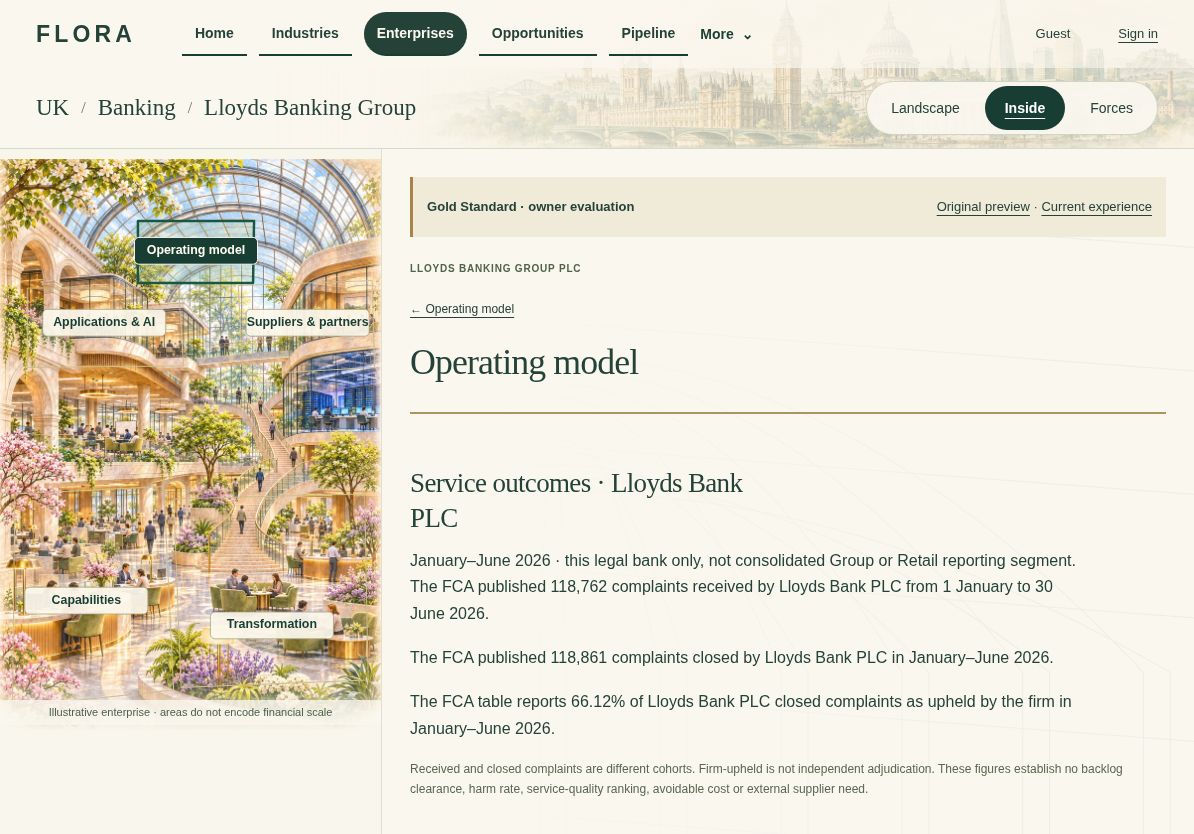 FLORA
Home
Industries
Enterprises
Opportunities
Pipeline
More
Guest
Sign in
UK / Banking / Lloyds Banking Group
Landscape
Inside
Forces
Operating model
Applications & AI
Suppliers & partners
Capabilities
Transformation
Illustrative enterprise · areas do not encode financial scale
Gold Standard · owner evaluation
Original preview · Current experience
LLOYDS BANKING GROUP PLC
← Operating model
Operating model
Service outcomes · Lloyds Bank
PLC
January–June 2026 · this legal bank only, not consolidated Group or Retail reporting segment.
The FCA published 118,762 complaints received by Lloyds Bank PLC from 1 January to 30
June 2026.
The FCA published 118,861 complaints closed by Lloyds Bank PLC in January–June 2026.
The FCA table reports 66.12% of Lloyds Bank PLC closed complaints as upheld by the firm in
January–June 2026.
Received and closed complaints are different cohorts. Firm-upheld is not independent adjudication. These figures establish no backlog
clearance, harm rate, service-quality ranking, avoidable cost or external supplier need.